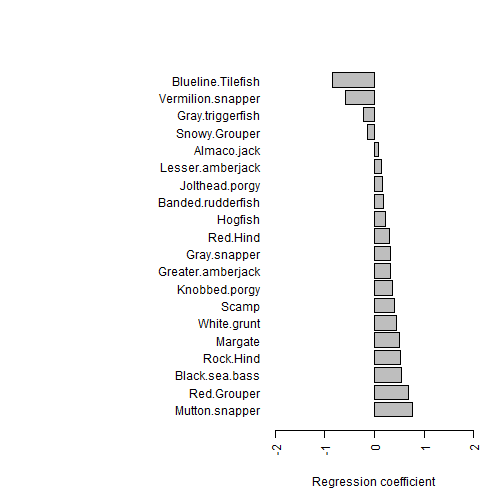 Blueline.Tilefish
Vermilion.snapper
Gray.triggerfish
Snowy.Grouper
Almaco.jack
Lesser.amberjack
Jolthead.porgy
Banded.rudderfish
Hogfish
Red.Hind
Gray.snapper
Greater.amberjack
Knobbed.porgy
Scamp
White.grunt
Margate
Rock.Hind
Black.sea.bass
Red.Grouper
Mutton.snapper
-2 -1 0 1 2
Regression coefficient